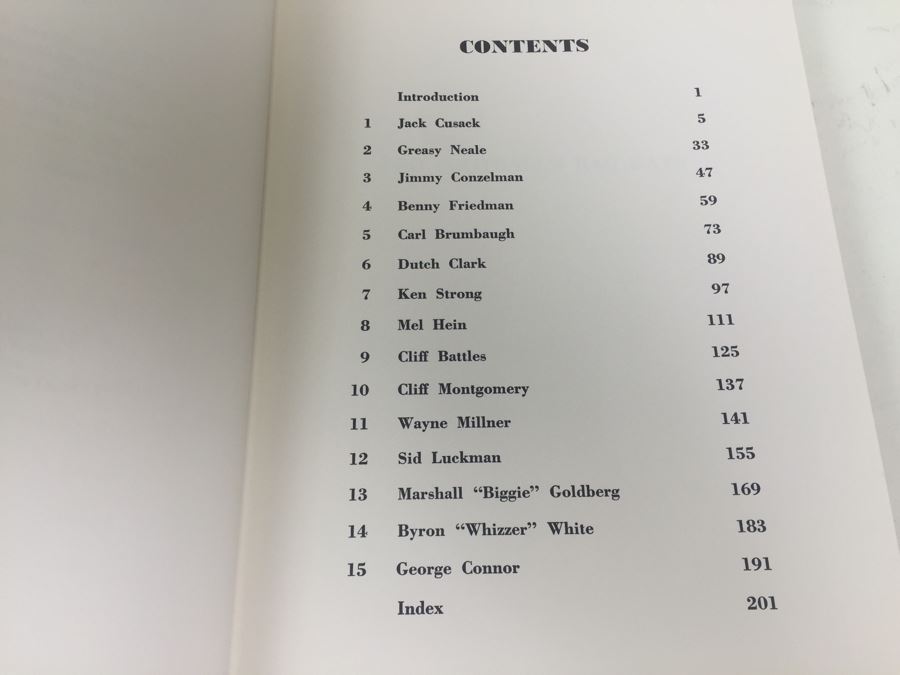 CONTENTS
Introduction 1
1 Jack Cusack 5
2 Greasy Neale 33
3 Jimmy Conzelman 47
4 Benny Friedman 59
5 Carl Brumbaugh 73
6 Dutch Clark 89
7 Ken Strong 97
8 Mel Hein 111
9 Cliff Battles 125
10 Cliff Montgomery 137
11 Wayne Millner 141
12 Sid Luckman 155
13 Marshall “Biggie” Goldberg 169
14 Byron “Whizzer” White 183
15 George Connor 191
Index 201